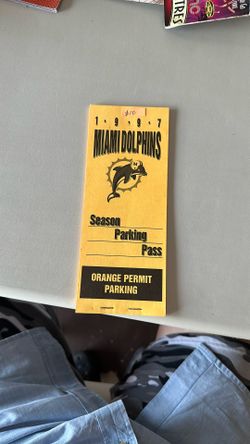 1 • 9 • 9 • 7
MIAMI DOLPHINS
Season
Parking
Pass
ORANGE PERMIT
PARKING